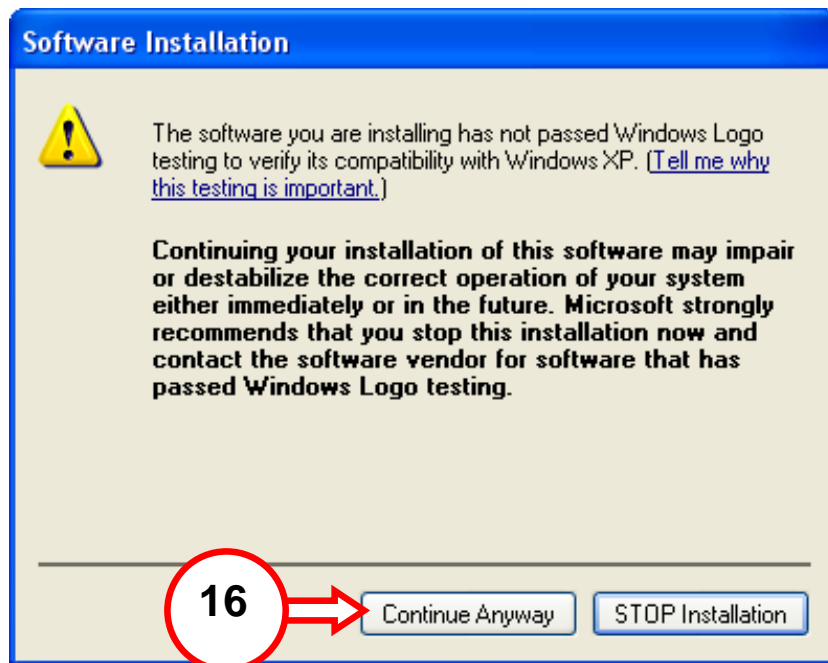 Software Installation
The software you are installing has not passed Windows Logo
testing to verify its compatibility with Windows XP. (Tell me why
this testing is important.)
Continuing your installation of this software may impair
or destabilize the correct operation of your system
either immediately or in the future. Microsoft strongly
recommends that you stop this installation now and
contact the software vendor for software that has
passed Windows Logo testing.
16
Continue Anyway
STOP Installation